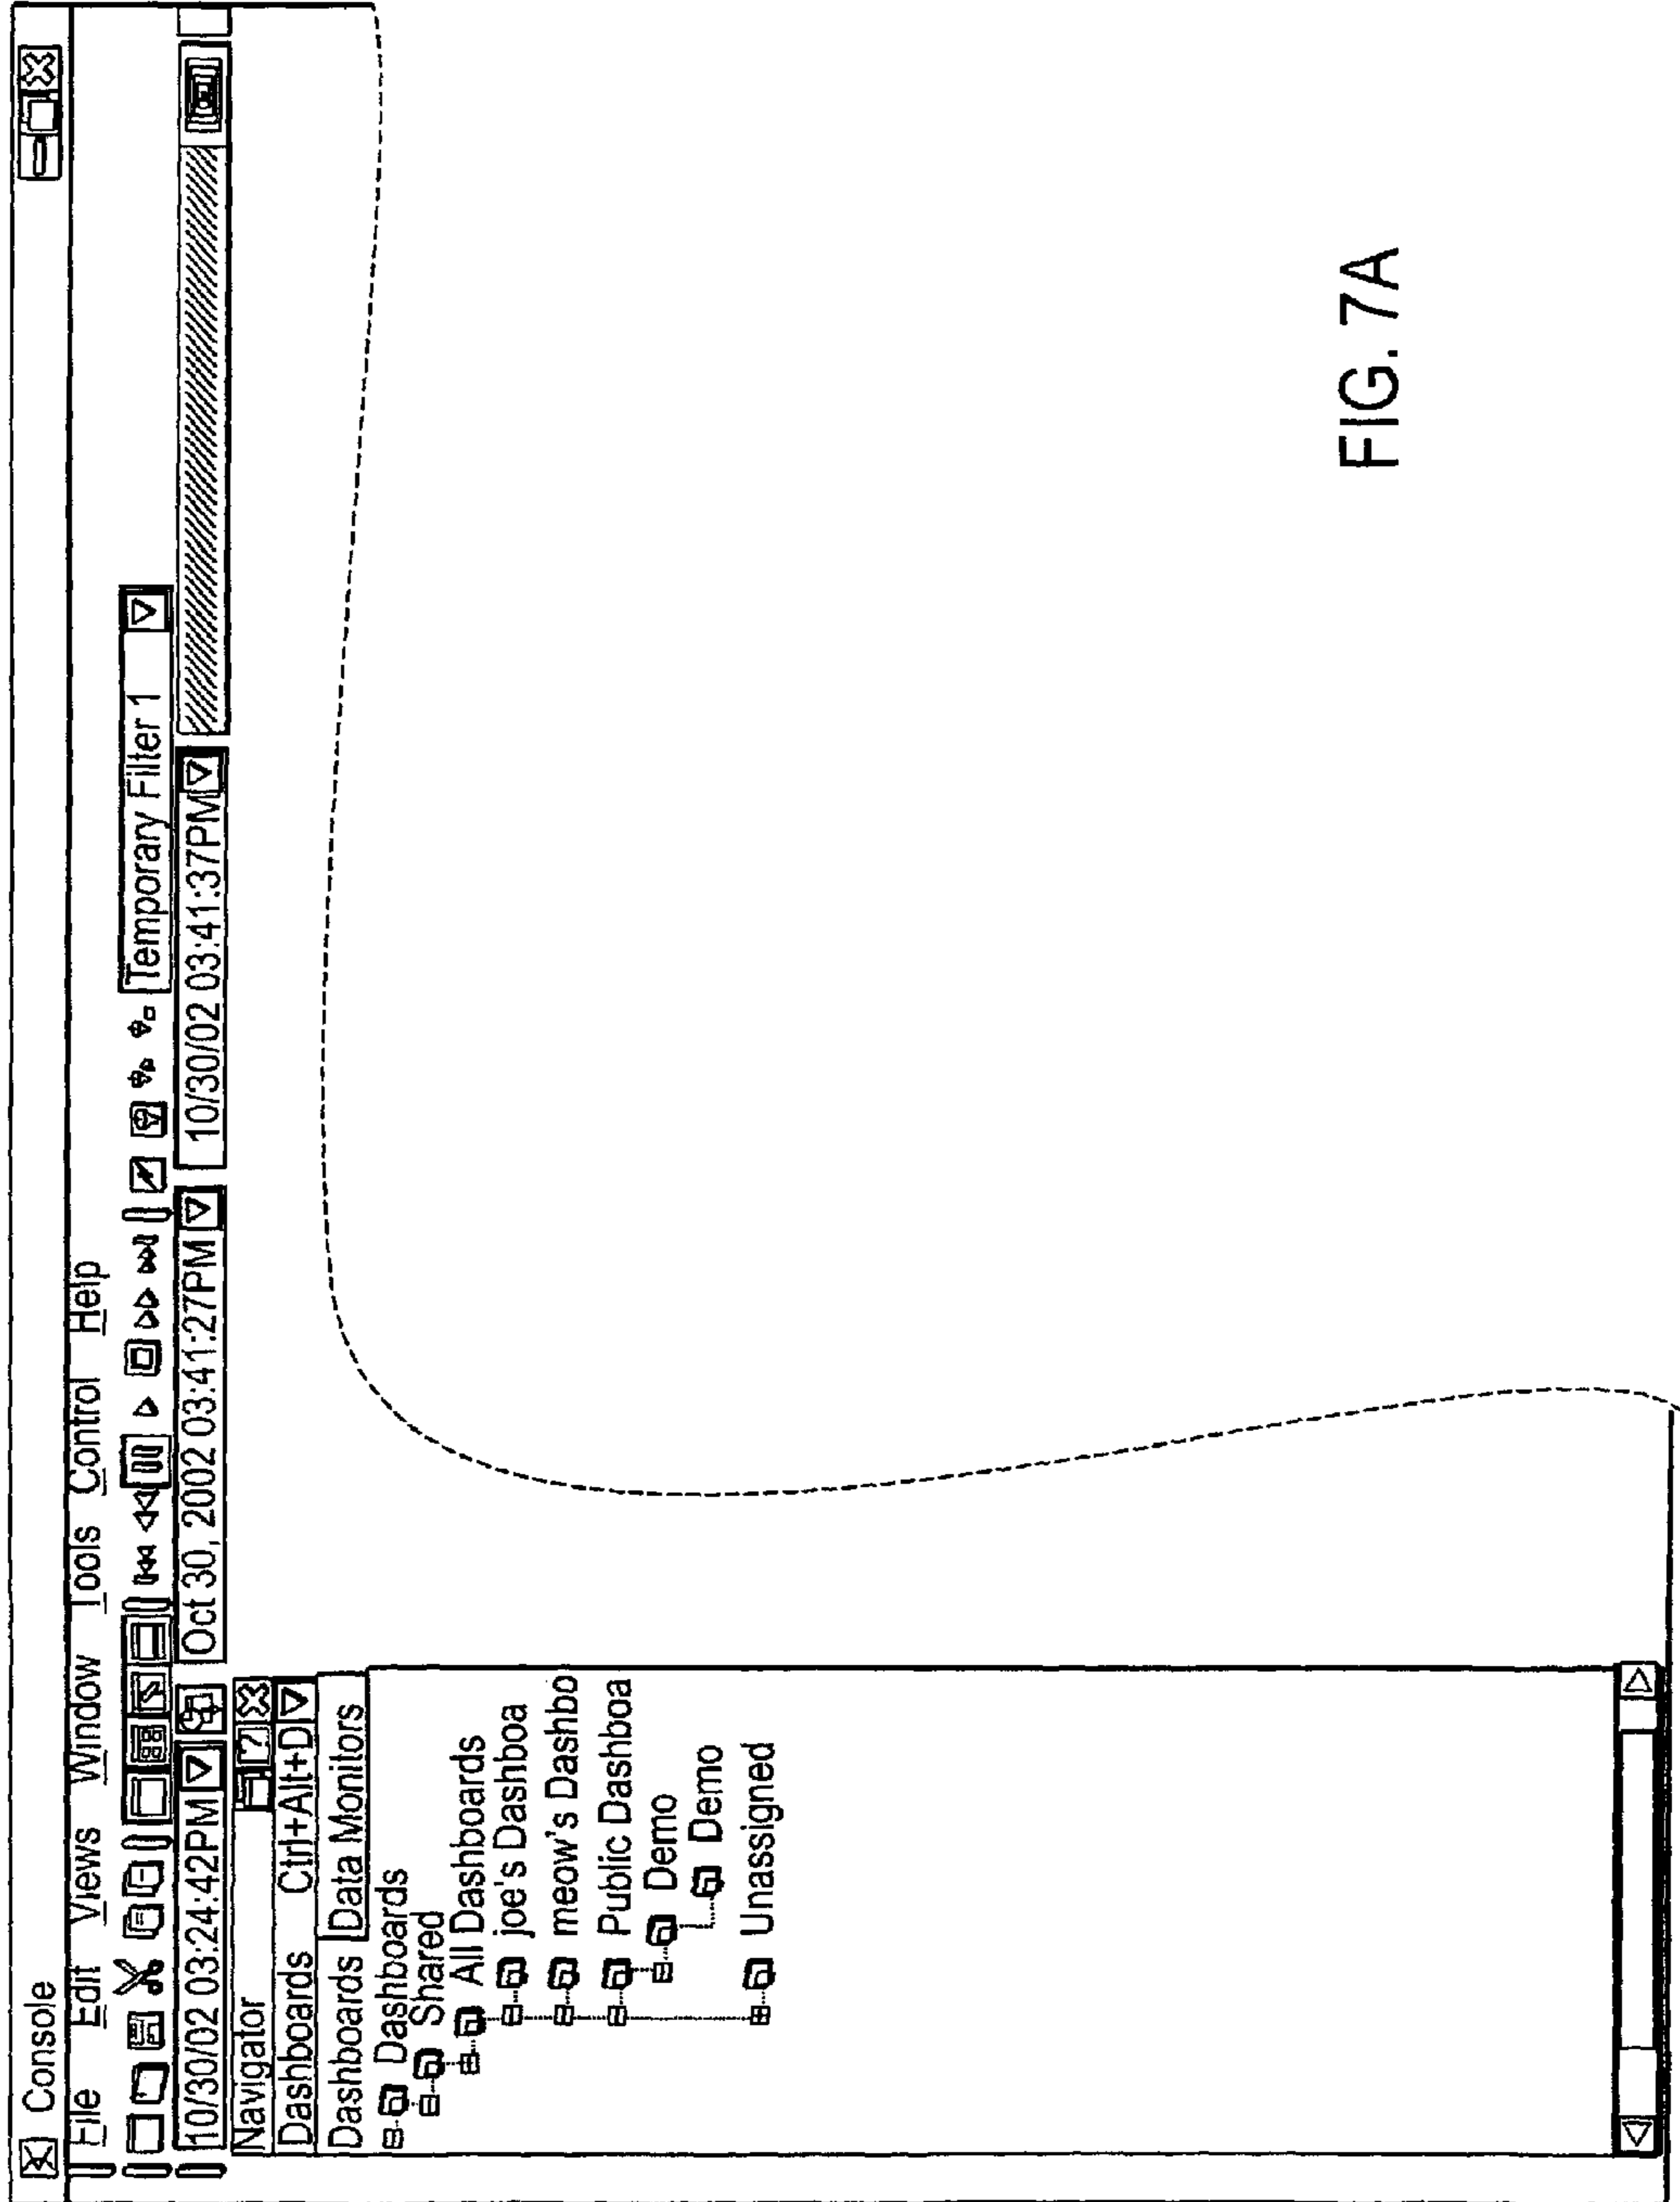 Console
File Edit Views Window Tools Control Help
Temporary Filter 1
10/30/02 03:24:42PM Oct 30, 2002 03:41:27PM 10/30/02 03:41:37PM
Navigator
Dashboards Ctrl+Alt+D
Dashboards Data Monitors
Dashboards
Shared
All Dashboards
joe's Dashboa
meow's Dashbo
Public Dashboa
Demo
Demo
Unassigned
FIG. 7A